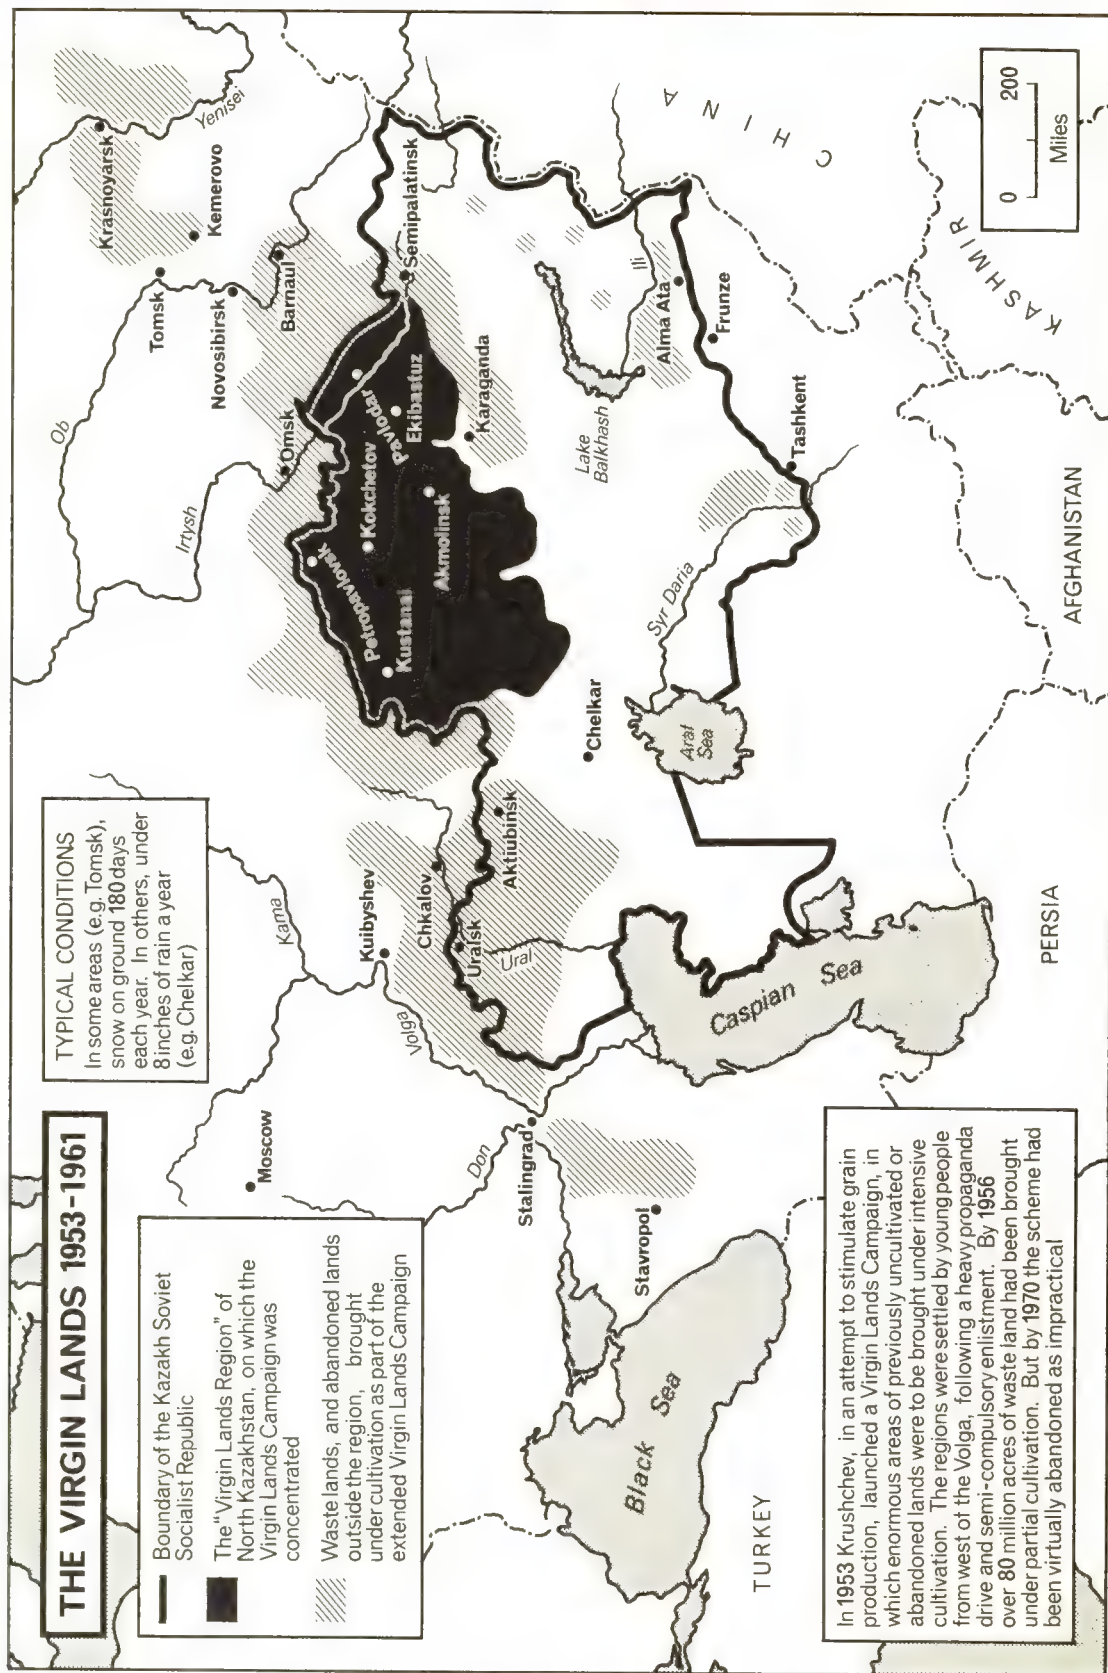 THE VIRGIN LANDS 1953-1961
Boundary of the Kazakh Soviet
Socialist Republic
The "Virgin Lands Region" of
North Kazakhstan, on which the
Virgin Lands Campaign was
concentrated
Waste lands, and abandoned lands
outside the region, brought
under cultivation as part of the
extended Virgin Lands Campaign
TYPICAL CONDITIONS
In some areas (e.g. Tomsk),
snow on ground 180 days
each year. In others, under
8 inches of rain a year
(e.g. Chelkar)
Ob
Tomsk
Krasnoyarsk
Yenisei
Kemerovo
Novosibirsk
Barnaul
Irtysh
Omsk
Semipalatinsk
Petropavlovsk
Kokchetov
Pavlodar
Ekibastuz
Kustanai
Akmolinsk
Karaganda
Kama
Moscow
Kuibyshev
Volga
Chkalov
Uralsk
Ural
Aktiubinsk
Don
Stalingrad
Stavropol
Chelkar
Lake
Balkhash
Ili
Alma Ata
Frunze
CHINA
Syr Daria
Tashkent
Aral
Sea
Caspian Sea
Black Sea
TURKEY
PERSIA
AFGHANISTAN
KASHMIR
0 200
Miles
In 1953 Krushchev, in an attempt to stimulate grain
production, launched a Virgin Lands Campaign, in
which enormous areas of previously uncultivated or
abandoned lands were to be brought under intensive
cultivation. The regions were settled by young people
from west of the Volga, following a heavy propaganda
drive and semi-compulsory enlistment. By 1956
over 80 million acres of waste land had been brought
under partial cultivation. But by 1970 the scheme had
been virtually abandoned as impractical